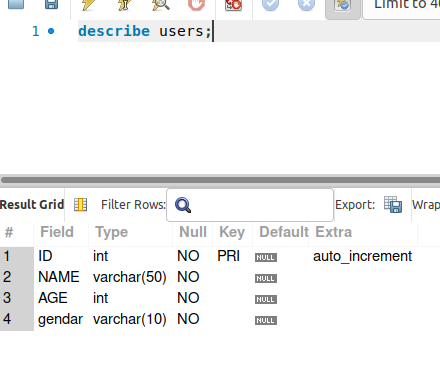 Limit to 40
1 describe users;
Result Grid Filter Rows: Export: Wrap
# Field Type Null Key Default Extra
1 ID int NO PRI NULL auto_increment
2 NAME varchar(50) NO NULL
3 AGE int NO NULL
4 gendar varchar(10) NO NULL